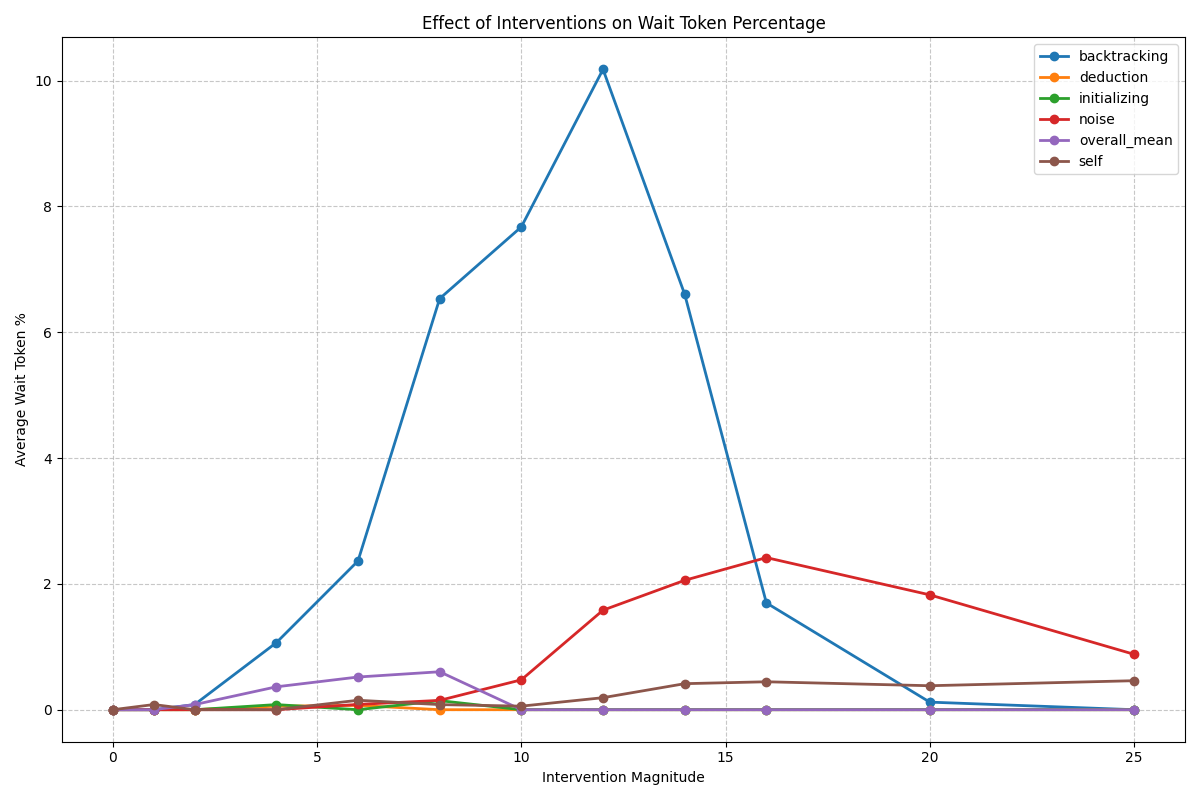 Effect of Interventions on Wait Token Percentage
backtracking
deduction
initializing
noise
overall_mean
self
Average Wait Token %
10
8
6
4
2
0
0 5 10 15 20 25
Intervention Magnitude